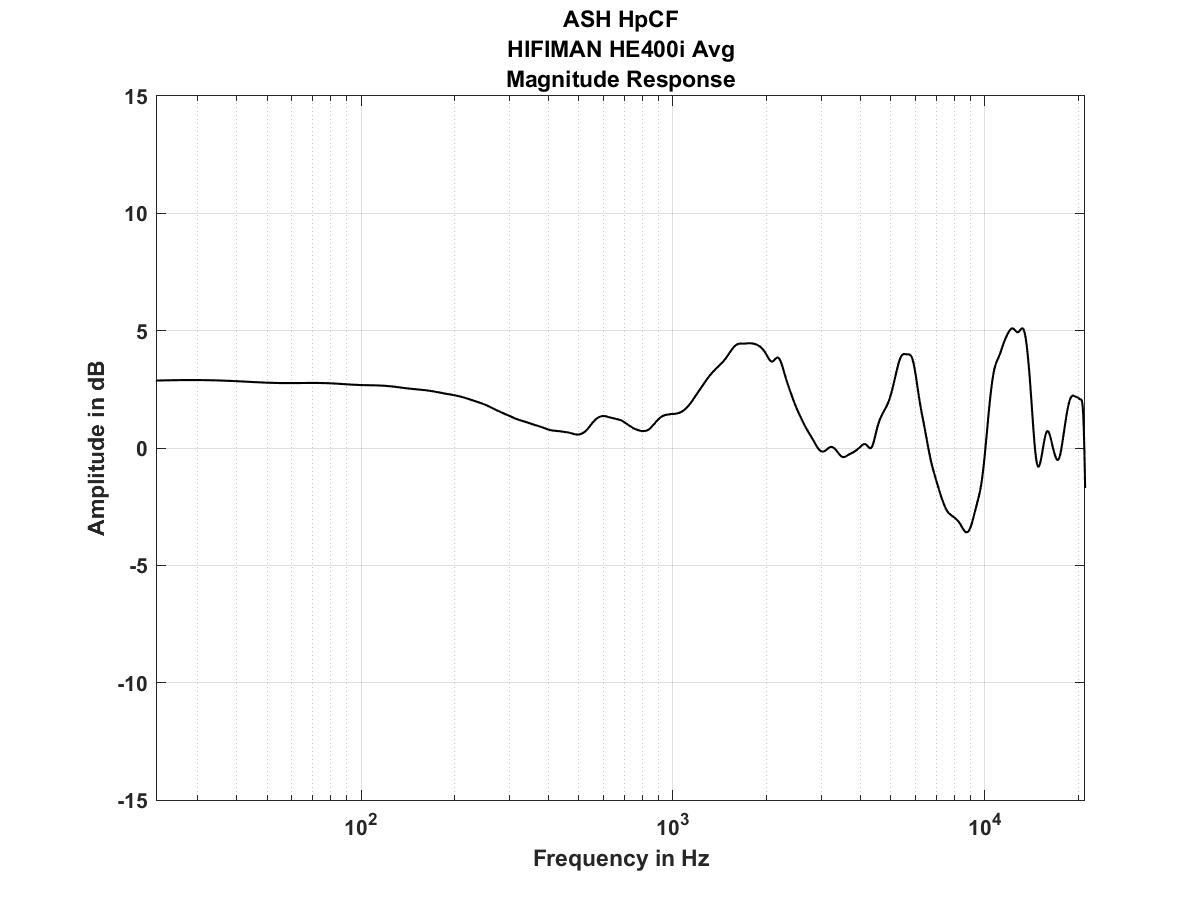 ASH HpCF
HIFIMAN HE400i Avg
Magnitude Response
15
10
5
0
-5
-10
-15
Amplitude in dB
10² 10³ 10⁴
Frequency in Hz